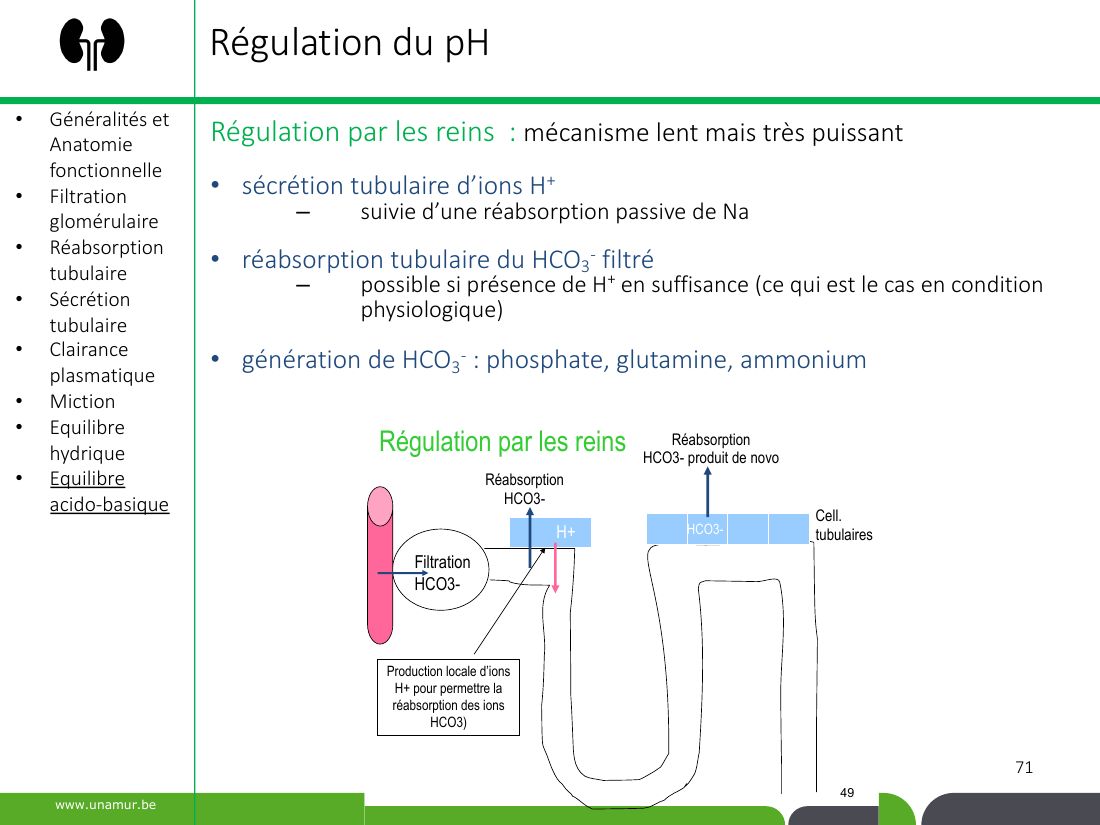 Régulation du pH
• Généralités et
Anatomie
fonctionnelle
• Filtration
glomérulaire
• Réabsorption
tubulaire
• Sécrétion
tubulaire
• Clairance
plasmatique
• Miction
• Equilibre
hydrique
• Equilibre
acido-basique
Régulation par les reins : mécanisme lent mais très puissant
• sécrétion tubulaire d’ions H⁺
– suivie d’une réabsorption passive de Na
• réabsorption tubulaire du HCO₃⁻ filtré
– possible si présence de H⁺ en suffisance (ce qui est le cas en condition
physiologique)
• génération de HCO₃⁻ : phosphate, glutamine, ammonium
Régulation par les reins
Réabsorption
HCO3- produit de novo
Réabsorption
HCO3-
H+
HCO3-
Cell.
tubulaires
Filtration
HCO3-
Production locale d’ions
H+ pour permettre la
réabsorption des ions
HCO3)
71
49
www.unamur.be